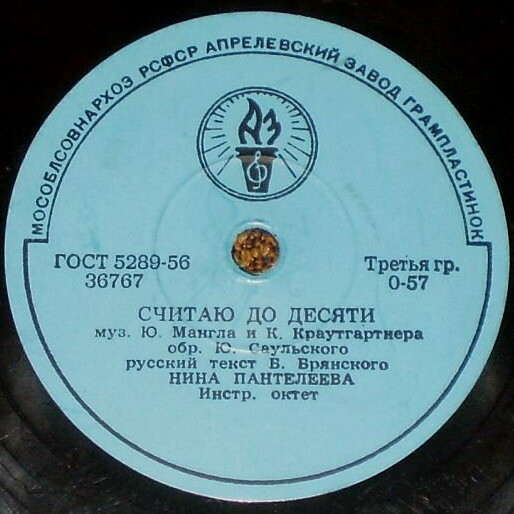 МОСОБЛСОВНАРХОЗ РСФСР АПРЕЛЕВСКИЙ ЗАВОД ГРАМПЛАСТИНОК
АЗ
ГОСТ 5289-56
36767
Третья гр.
0-57
СЧИТАЮ ДО ДЕСЯТИ
муз. Ю. Мангла и К. Краутгартнера
обр. Ю. Саульского
русский текст Б. Брянского
НИНА ПАНТЕЛЕЕВА
Инстр. октет